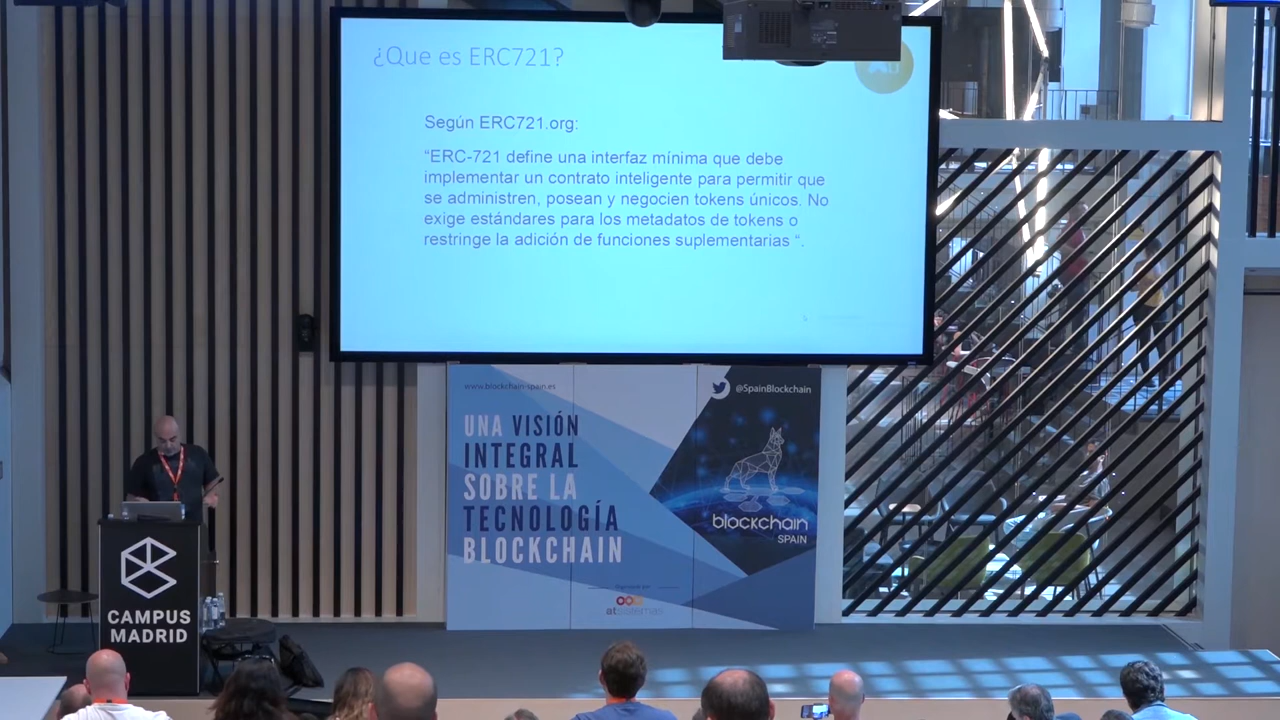 ¿Que es ERC721?
Según ERC721.org:
“ERC-721 define una interfaz mínima que debe
implementar un contrato inteligente para permitir que
se administren, posean y negocien tokens únicos. No
exige estándares para los metadatos de tokens o
restringe la adición de funciones suplementarias “.
www.blockchain-spain.es
@SpainBlockchain
UNA VISIÓN
INTEGRAL
SOBRE LA
TECNOLOGÍA
BLOCKCHAIN
blockchain
SPAIN
atsistemas
CAMPUS
MADRID